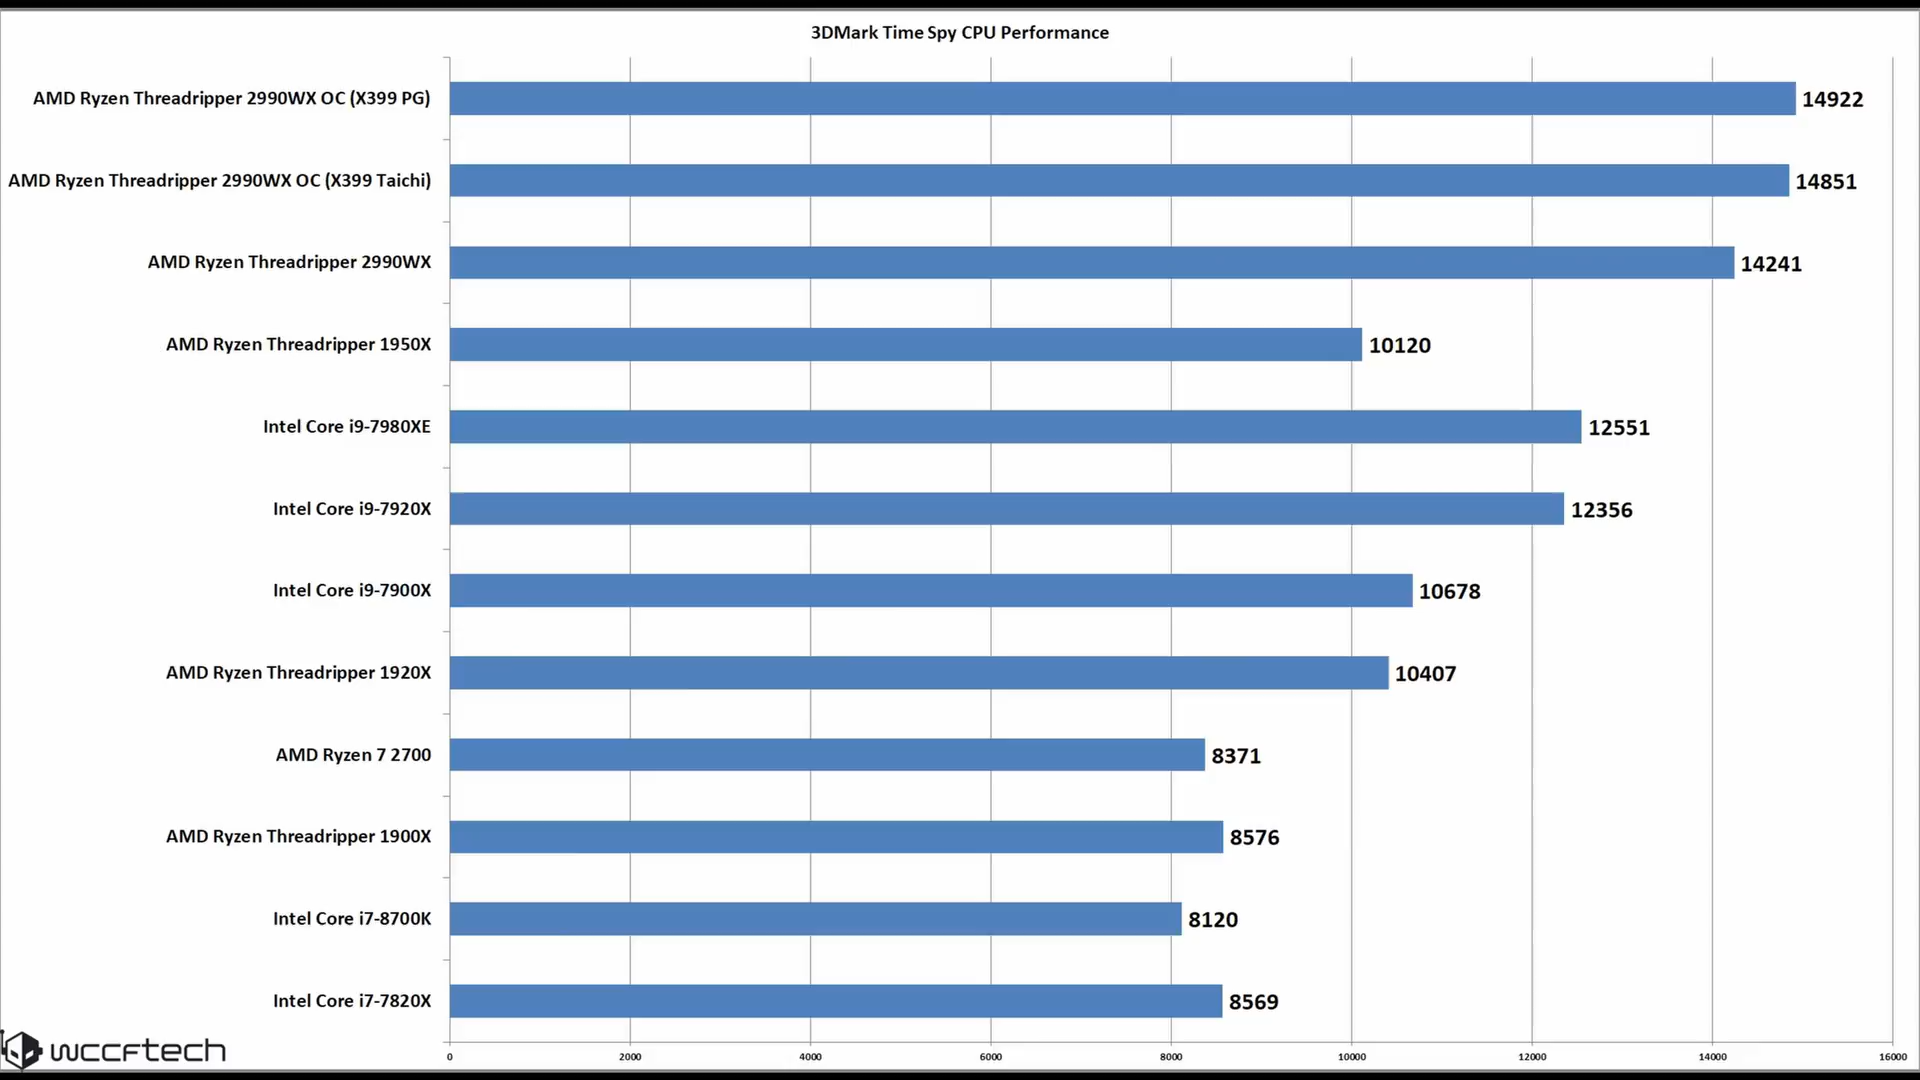 3DMark Time Spy CPU Performance
AMD Ryzen Threadripper 2990WX OC (X399 PG) 14922
AMD Ryzen Threadripper 2990WX OC (X399 Taichi) 14851
AMD Ryzen Threadripper 2990WX 14241
AMD Ryzen Threadripper 1950X 10120
Intel Core i9-7980XE 12551
Intel Core i9-7920X 12356
Intel Core i9-7900X 10678
AMD Ryzen Threadripper 1920X 10407
AMD Ryzen 7 2700 8371
AMD Ryzen Threadripper 1900X 8576
Intel Core i7-8700K 8120
Intel Core i7-7820X 8569
0 2000 4000 6000 8000 10000 12000 14000 16000
wccftech